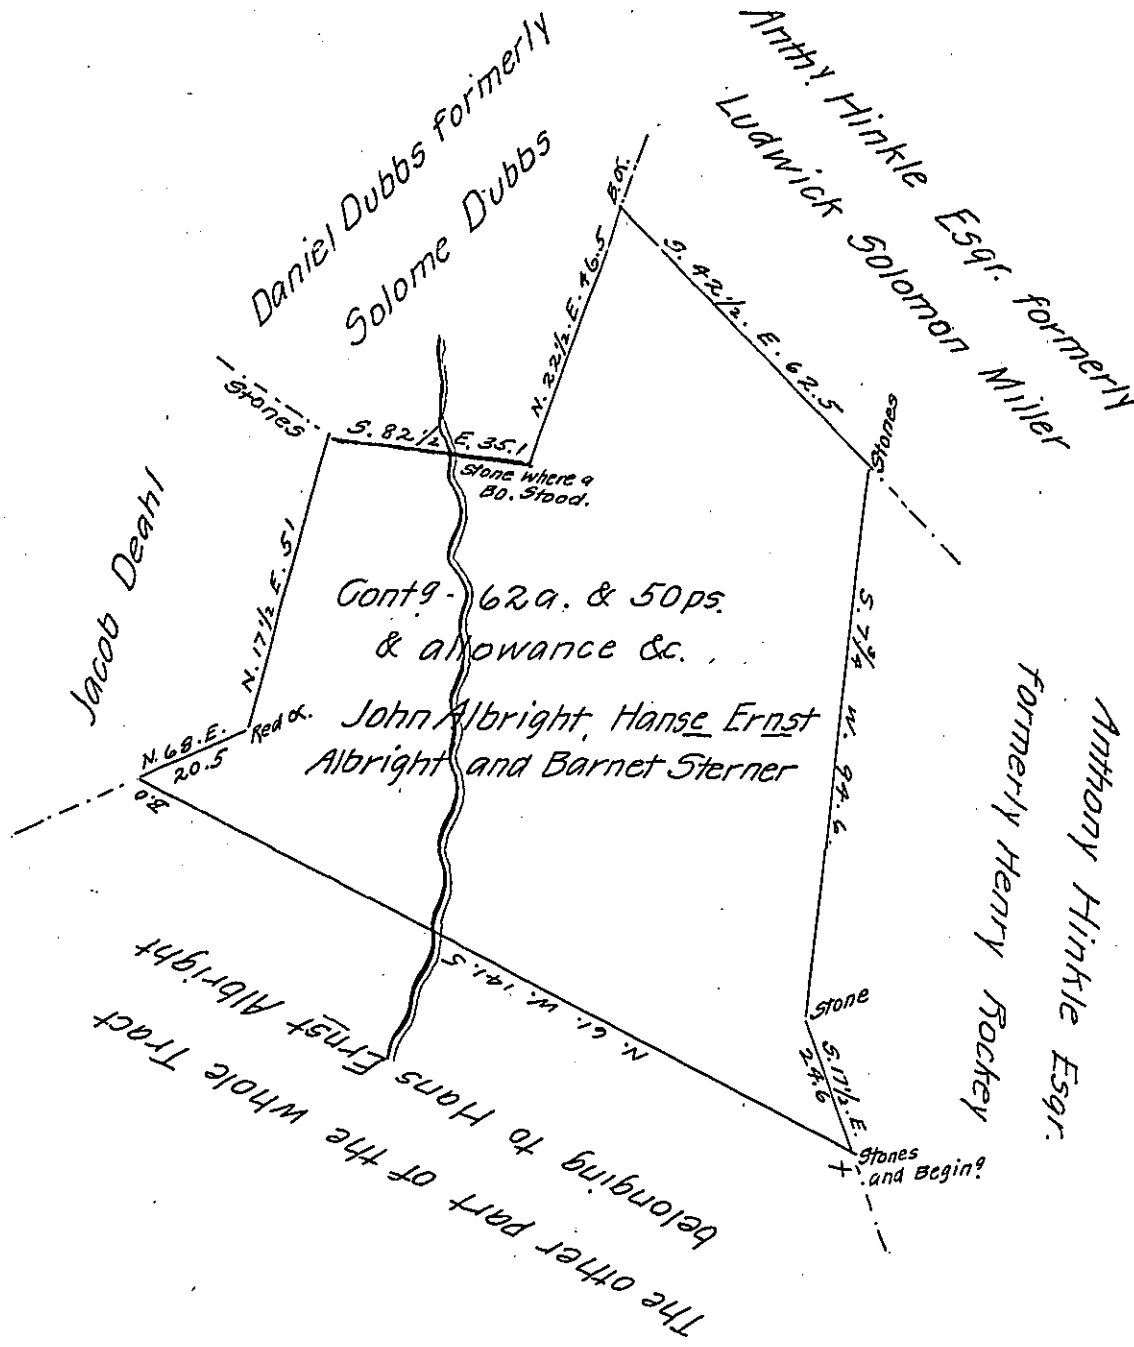 Daniel Dubbs formerly
Solome Dubbs
Anthy. Hinkle Esqr. formerly
Ludwick Solomon Miller
B.O.
N. 22 1/2. E. 46.5
S. 42 1/2. E. 62.5
Stones
Stones
S. 82 1/2 E. 35.1
Stone where a
B.O. Stood.
Jacob Deahl
N. 17 1/2 E. 51
Contg - 62a. & 50ps.
& allowance &c.
John Albright, Hanse Ernst
Albright and Barnet Sterner
S. 7 3/4 W. 94.6
Anthony Hinkle Esqr.
formerly Henry Rockey
N. 68. E.
20.5
Red O.
B.O
N. 61. W. 141.5
Stone
S. 17 1/2. E.
24.6
Stones
and Beging
The other part of the whole Tract
belonging to Hans Ernst Albright